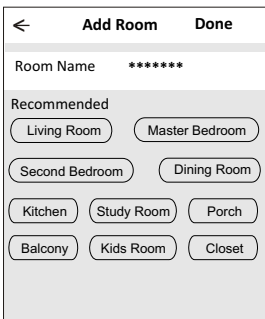 Add Room Done
Room Name *******
Recommended
Living Room Master Bedroom
Second Bedroom Dining Room
Kitchen Study Room Porch
Balcony Kids Room Closet